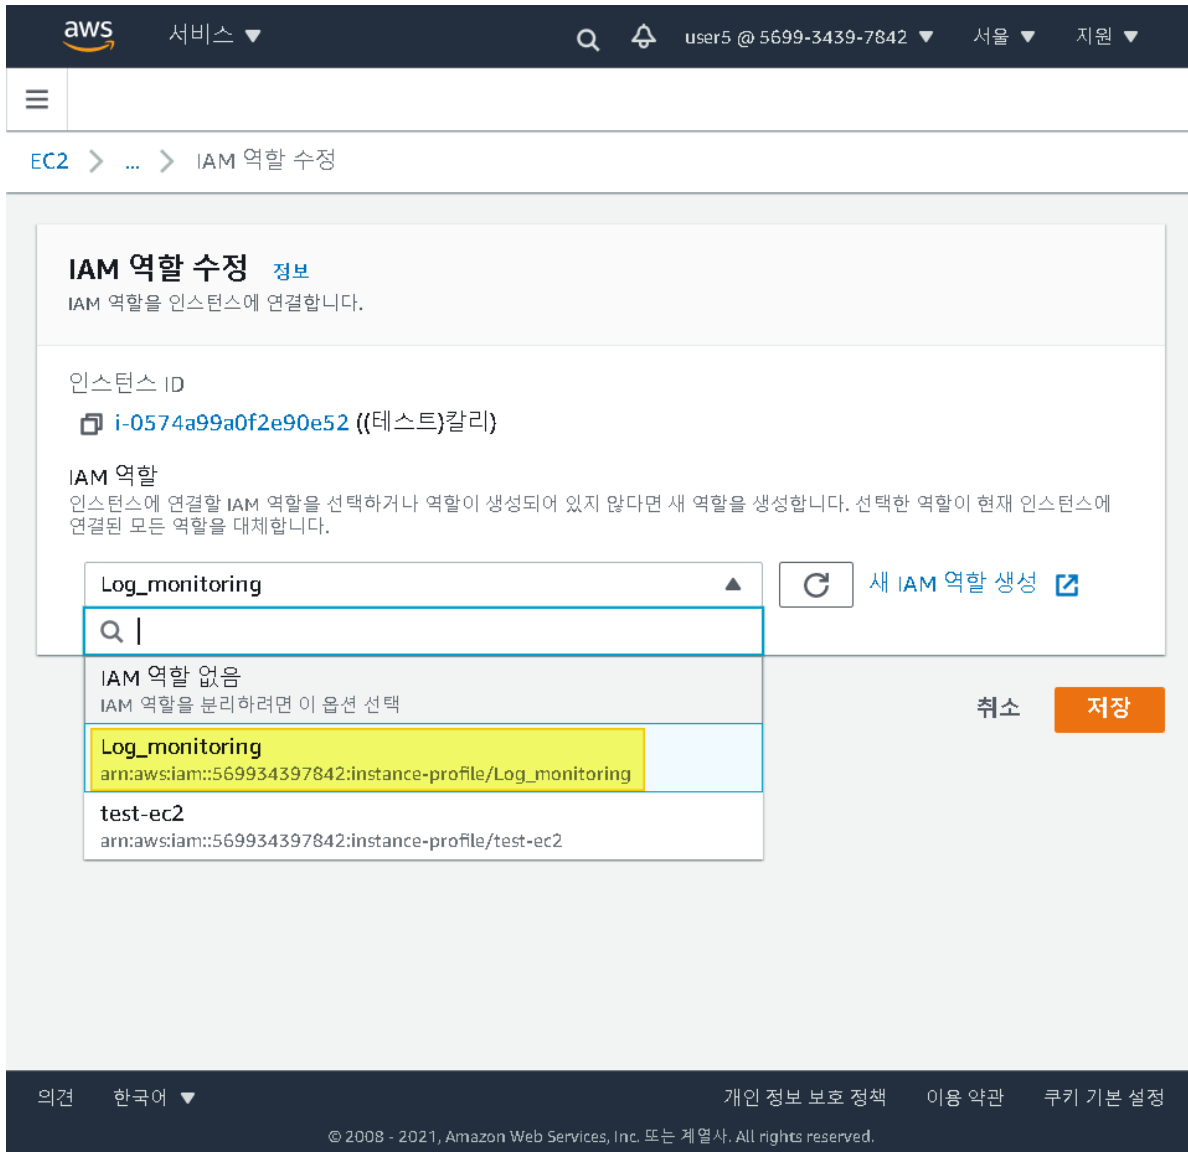 aws 서비스 ▼ user5 @ 5699-3439-7842 ▼ 서울 ▼ 지원 ▼
EC2 > ... > IAM 역할 수정
IAM 역할 수정 정보
IAM 역할을 인스턴스에 연결합니다.
인스턴스 ID
i-0574a99a0f2e90e52 ((테스트)칼리)
IAM 역할
인스턴스에 연결할 IAM 역할을 선택하거나 역할이 생성되어 있지 않다면 새 역할을 생성합니다. 선택한 역할이 현재 인스턴스에
연결된 모든 역할을 대체합니다.
Log_monitoring 새 IAM 역할 생성
IAM 역할 없음
IAM 역할을 분리하려면 이 옵션 선택
취소 저장
Log_monitoring
arn:aws:iam::569934397842:instance-profile/Log_monitoring
test-ec2
arn:aws:iam::569934397842:instance-profile/test-ec2
의견 한국어 ▼ 개인 정보 보호 정책 이용 약관 쿠키 기본 설정
© 2008 - 2021, Amazon Web Services, Inc. 또는 계열사. All rights reserved.